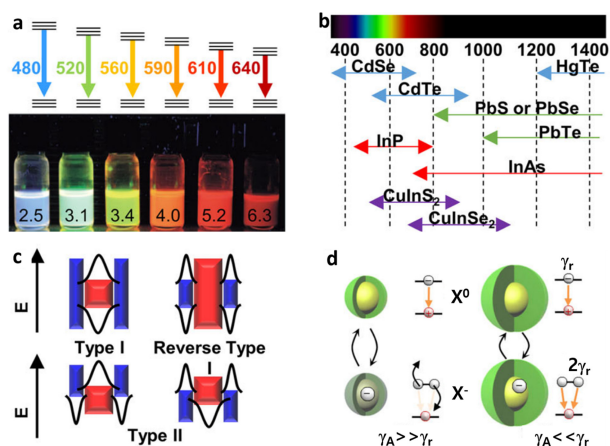 a
480 520 560 590 610 640
2.5 3.1 3.4 4.0 5.2 6.3
b
400 600 800 1000 1200 1400
CdSe HgTe
CdTe
PbS or PbSe
PbTe
InP
InAs
CuInS₂
CuInSe₂
c
E
Type I Reverse Type
I
E
Type II
d
X⁰ γr
− −
+ +
X⁻ 2γr
− −
+ +
γA>>γr γA<<γr